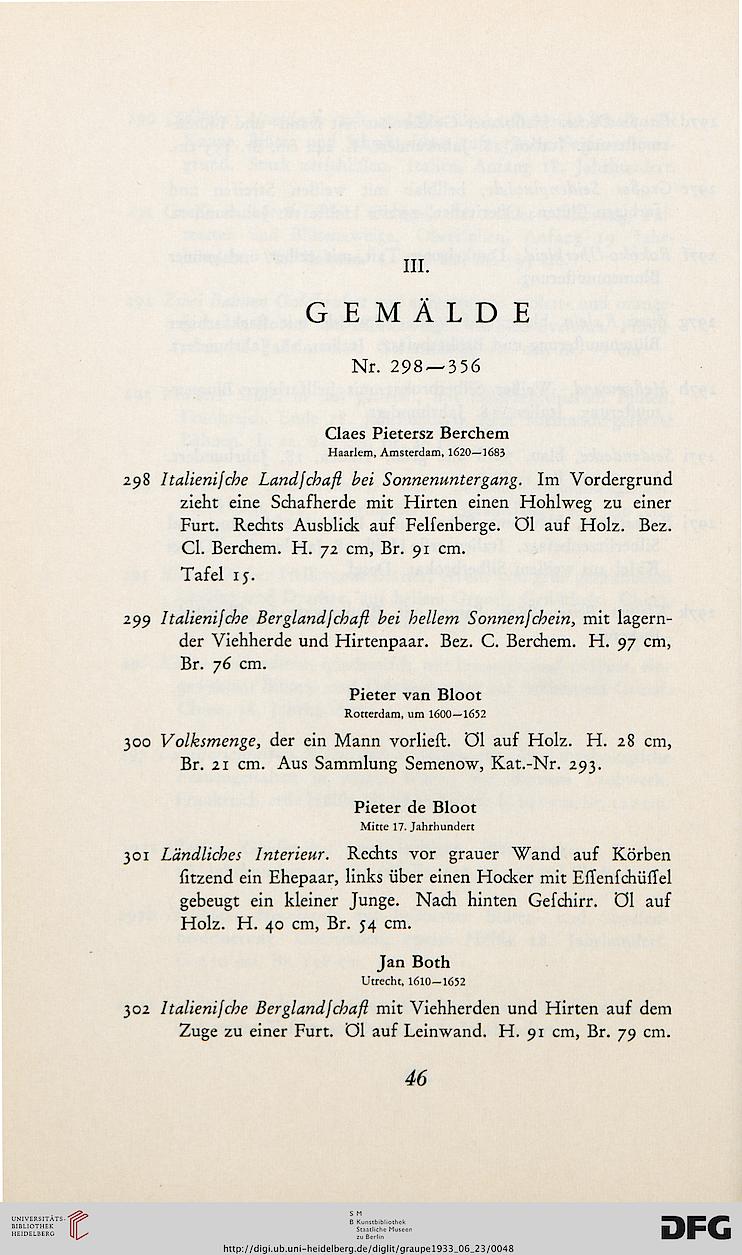 III.
GEMÄLDE
Nr. 298—356
Claes Pietersz Berchem
Haarlem, Amsterdam, 1620—1683
298 Italieniſche Landſchaft bei Sonnenuntergang. Im Vordergrund
zieht eine Schafherde mit Hirten einen Hohlweg zu einer
Furt. Rechts Ausblick auf Felſenberge. Öl auf Holz. Bez.
Cl. Berchem. H. 72 cm, Br. 91 cm.
Tafel 15.
299 Italieniſche Berglandſchaft bei hellem Sonnenſchein, mit lagern-
der Viehherde und Hirtenpaar. Bez. C. Berchem. H. 97 cm,
Br. 76 cm.
Pieter van Bloot
Rotterdam, um 1600—1652
300 Volksmenge, der ein Mann vorlieſt. Öl auf Holz. H. 28 cm,
Br. 21 cm. Aus Sammlung Semenow, Kat.-Nr. 293.
Pieter de Bloot
Mitte 17. Jahrhundert
301 Ländliches Interieur. Rechts vor grauer Wand auf Körben
ſitzend ein Ehepaar, links über einen Hocker mit Eſſenſchüſſel
gebeugt ein kleiner Junge. Nach hinten Geſchirr. Öl auf
Holz. H. 40 cm, Br. 54 cm.
Jan Both
Utrecht, 1610—1652
302 Italieniſche Berglandſchaft mit Viehherden und Hirten auf dem
Zuge zu einer Furt. Öl auf Leinwand. H. 91 cm, Br. 79 cm.
46
UNIVERSITÄTS-
BIBLIOTHEK
HEIDELBERG
S M
B Kunstbibliothek
Staatliche Museen
zu Berlin
DFG
http://digi.ub.uni-heidelberg.de/diglit/graupe1933_06_23/0048